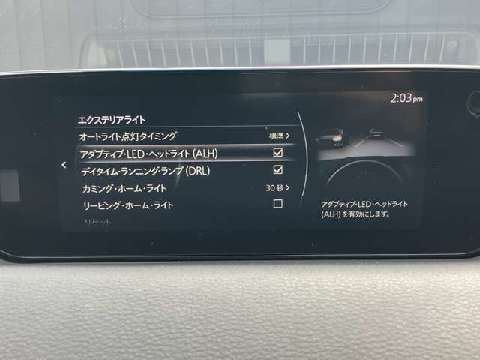 2:03 pm
エクステリアライト
オートライト点灯タイミング 標準
アダプティブ・LED・ヘッドライト(ALH)
デイタイム・ランニング・ランプ(DRL)
カミング・ホーム・ライト 30秒
リービング・ホーム・ライト
アダプティブ・LED・ヘッドライト
(ALH)を有効にします。